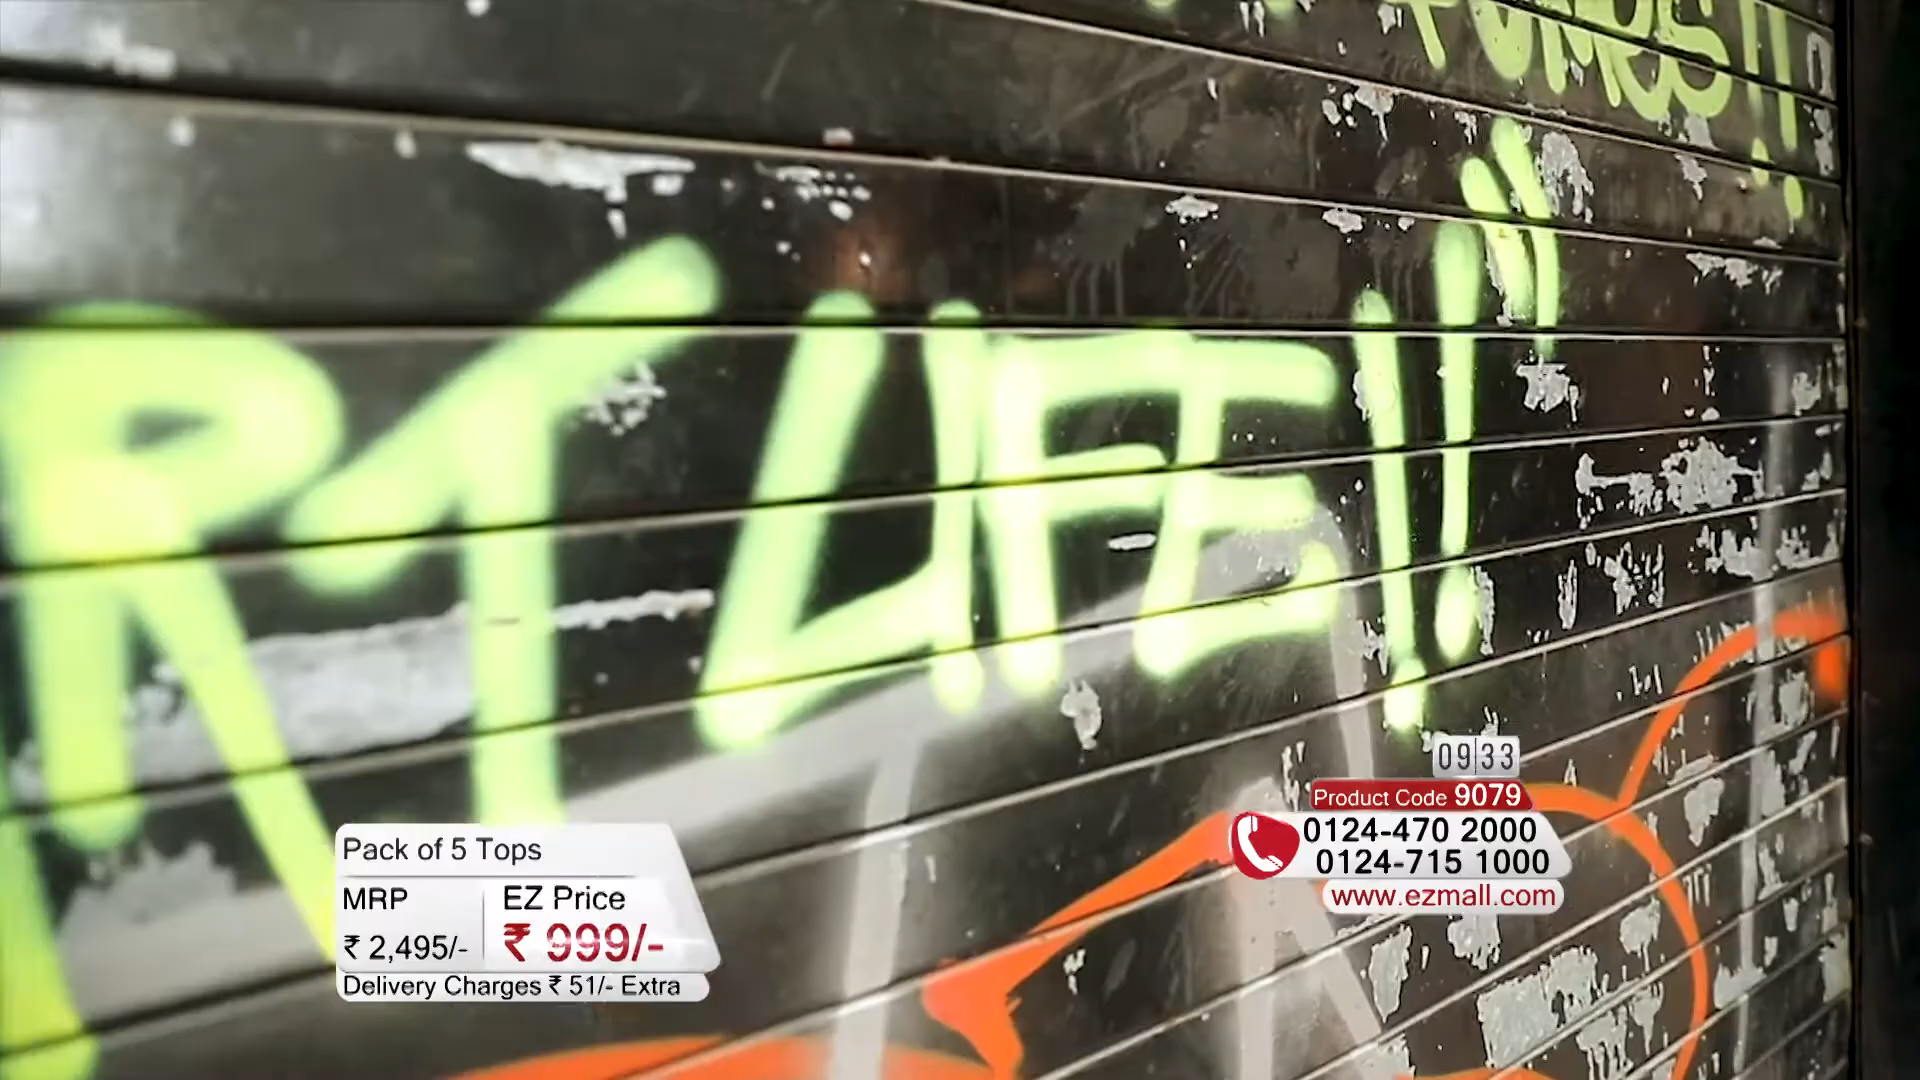 RT LIFE!!"
09 33
Product Code 9079
0124-470 2000
0124-715 1000
www.ezmall.com
Pack of 5 Tops
MRP
EZ Price
₹ 2,495/-
₹ 999/-
Delivery Charges ₹ 51/- Extra